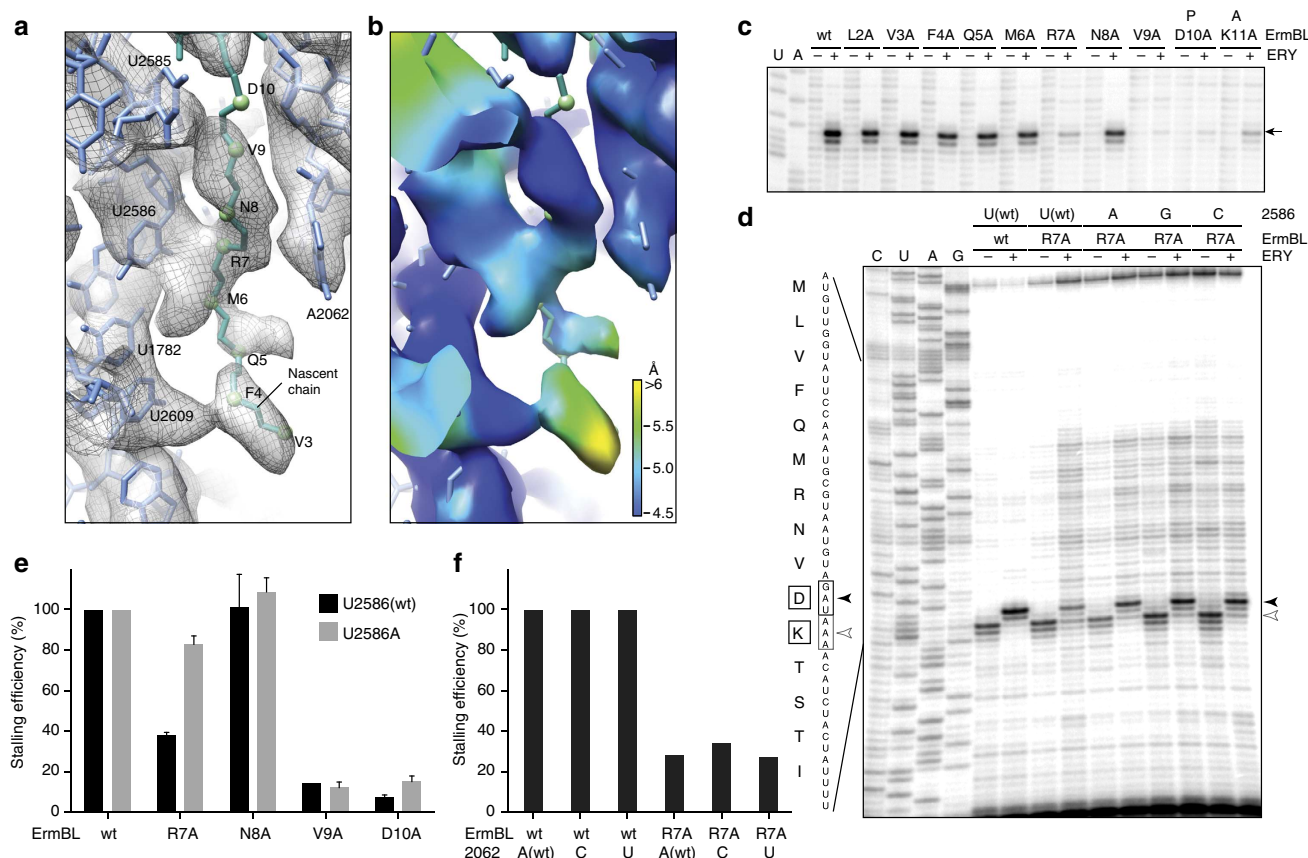 a
U2585
D10
V9
N8
U2586
R7
M6
A2062
U1782
Q5
Nascent
chain
F4
U2609
V3
b
Å
>6
5.5
5.0
4.5
c
P A
wt L2A V3A F4A Q5A M6A R7A N8A V9A D10A K11A ErmBL
U A – + – + – + – + – + – + – + – + – + – + – + ERY
d
U(wt) U(wt) A G C 2586
wt R7A R7A R7A R7A ErmBL
C U A G – + – + – + – + – + ERY
M
L
V
F
Q
M
R
N
V
D
K
T
S
T
I
A
U
G
U
U
G
G
U
A
U
U
C
C
A
A
A
U
G
C
G
U
A
A
U
G
U
A
G
A
U
A
A
A
A
C
A
U
C
U
A
C
U
A
U
U
U
U
e
Stalling efficiency (%)
100
80
60
40
20
0
U2586(wt)
U2586A
ErmBL wt R7A N8A V9A D10A
f
Stalling efficiency (%)
100
80
60
40
20
0
ErmBL wt wt wt R7A R7A R7A
2062 A(wt) C U A(wt) C U